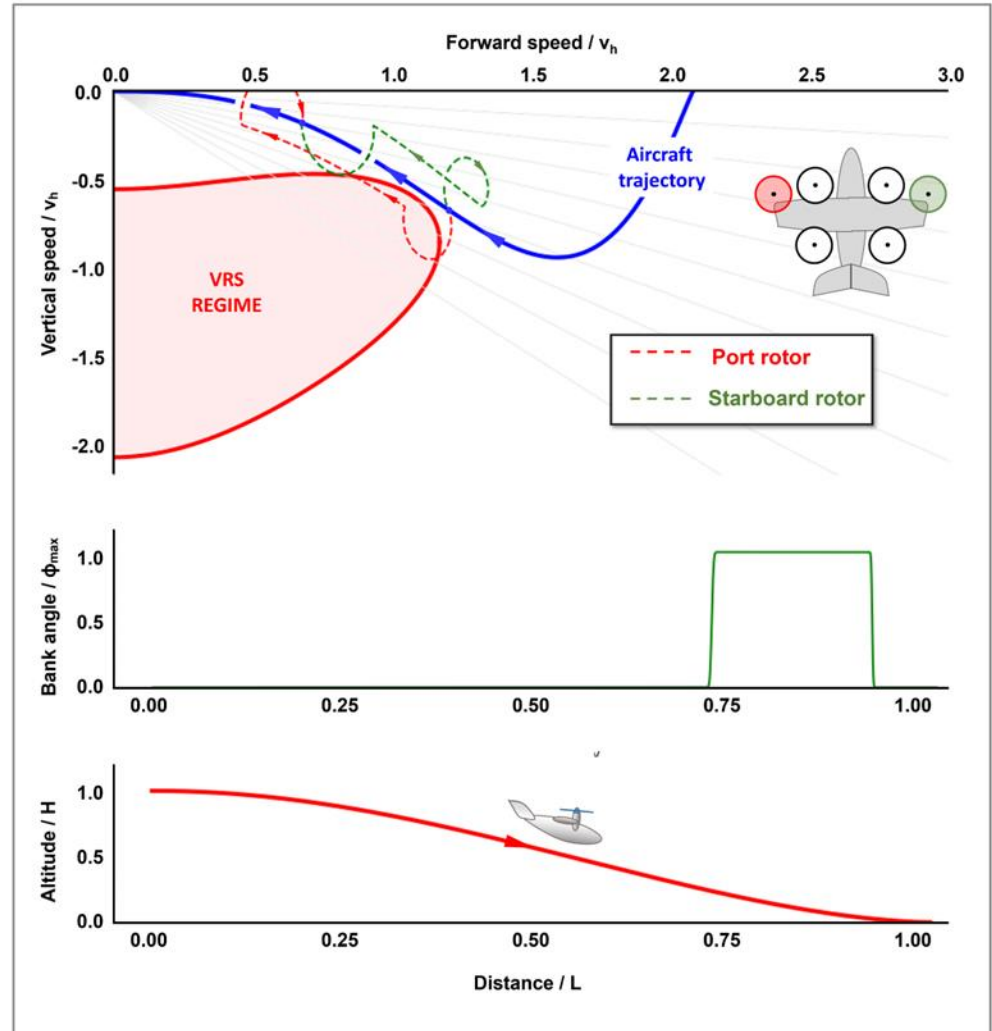 Forward speed / vh
0.0 0.5 1.0 1.5 2.0 2.5 3.0
Vertical speed / vh
0.0
-0.5
-1.0
-1.5
-2.0
Aircraft
trajectory
VRS
REGIME
Port rotor
Starboard rotor
Bank angle / ϕmax
1.0
0.5
0.0
0.00 0.25 0.50 0.75 1.00
Altitude / H
1.0
0.5
0.0
0.00 0.25 0.50 0.75 1.00
Distance / L